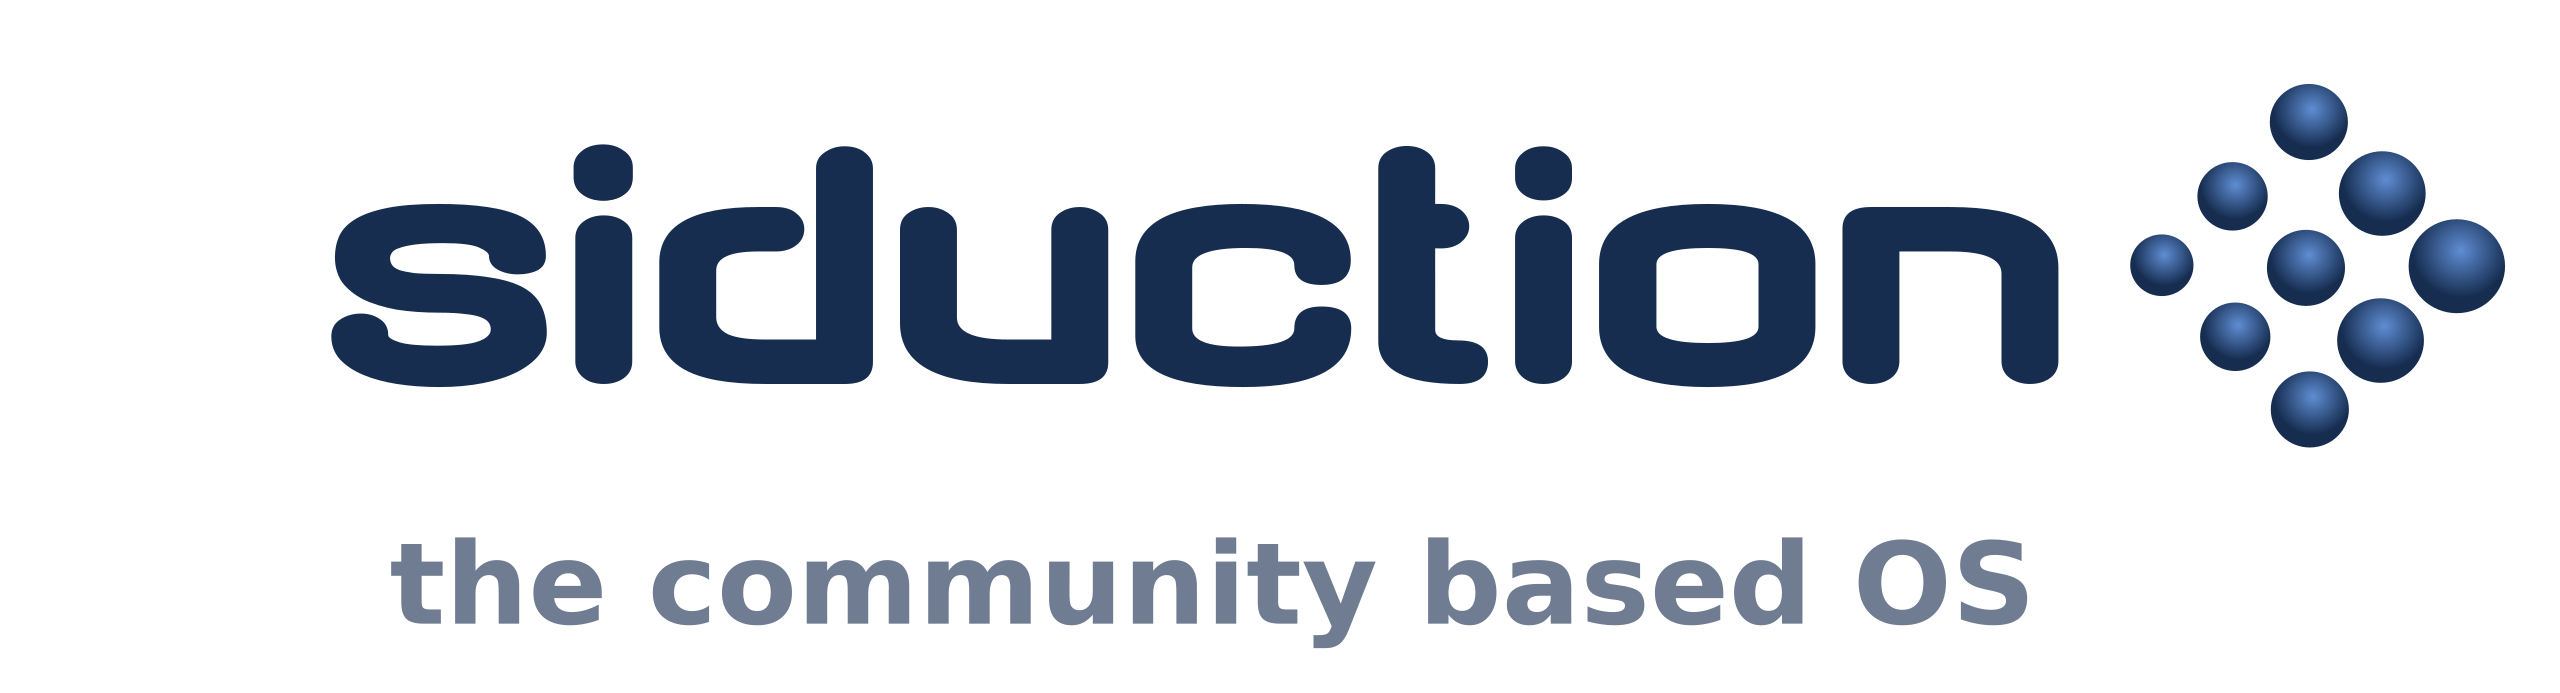 siduction
the community based OS